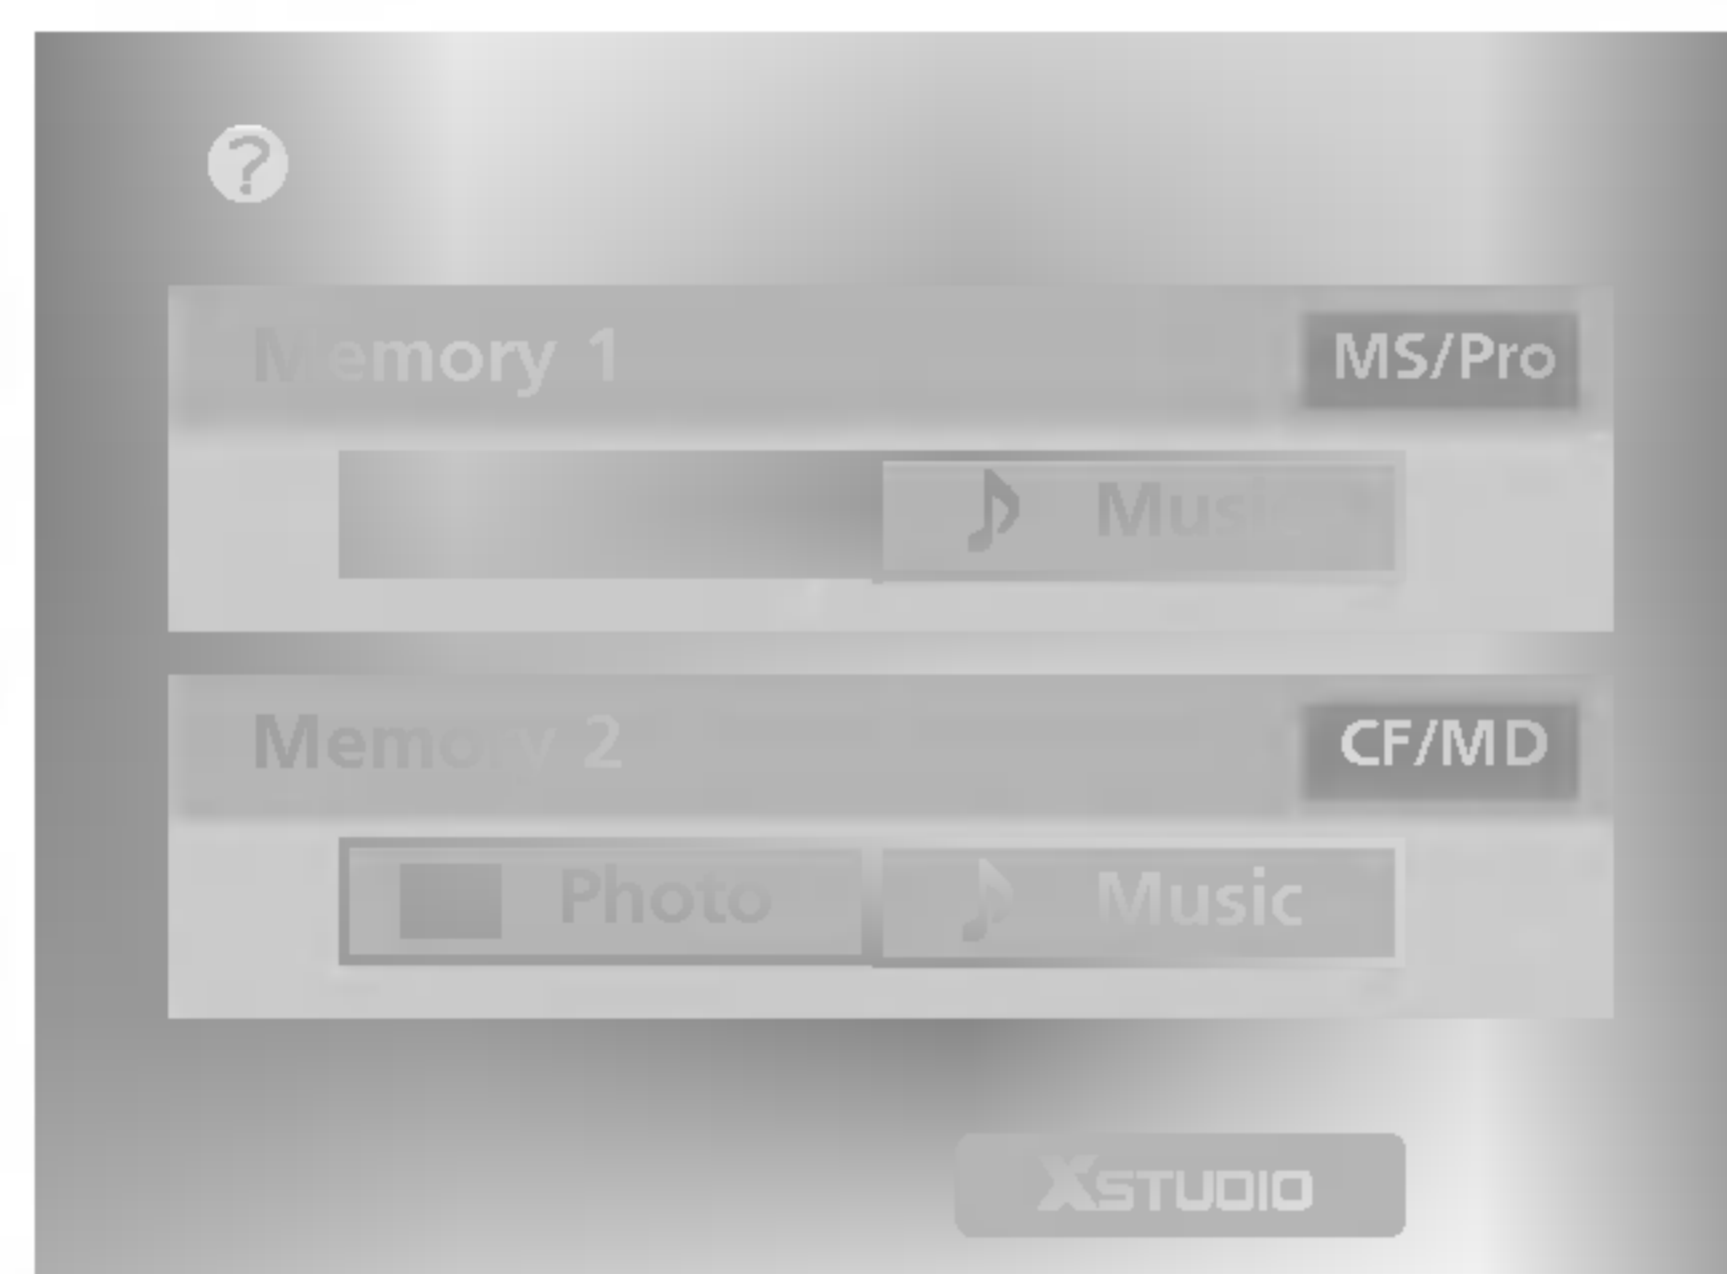 ?
Memory 1 MS/Pro
Music
Memory 2 CF/MD
Photo Music
XSTUDIO